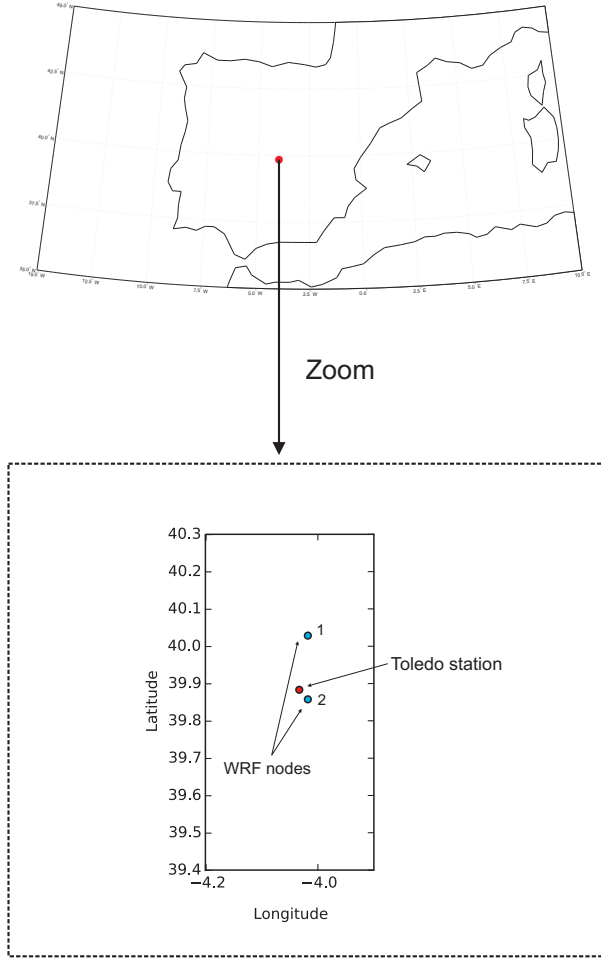 45.0° N
42.5° N
40.0° N
37.5° N
35.0° N
12.5° W
10.0° W
7.5° W
5.0° W
2.5° W
0.0° E
2.5° E
5.0° E
7.5° E
10.0° E
Zoom
40.3
40.2
40.1
40.0
39.9
39.8
39.7
39.6
39.5
39.4
Latitude
1
Toledo station
2
WRF nodes
−4.2
−4.0
Longitude